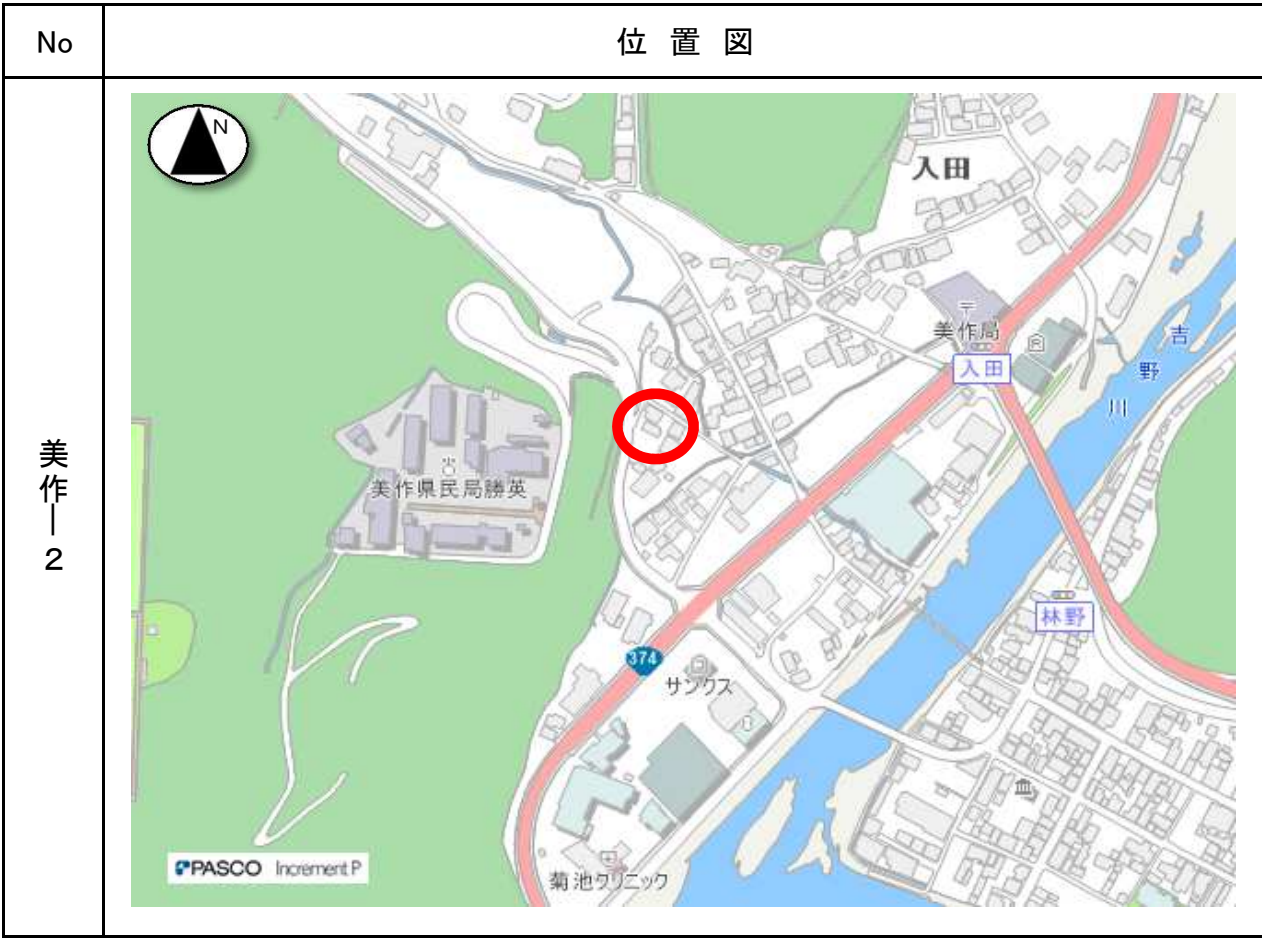 No
位置図
美作―2
N
入田
〒
美作局
入田
吉野川
美作県民局勝英
林野
374
サンクス
菊池クリニック
PASCO Increment P